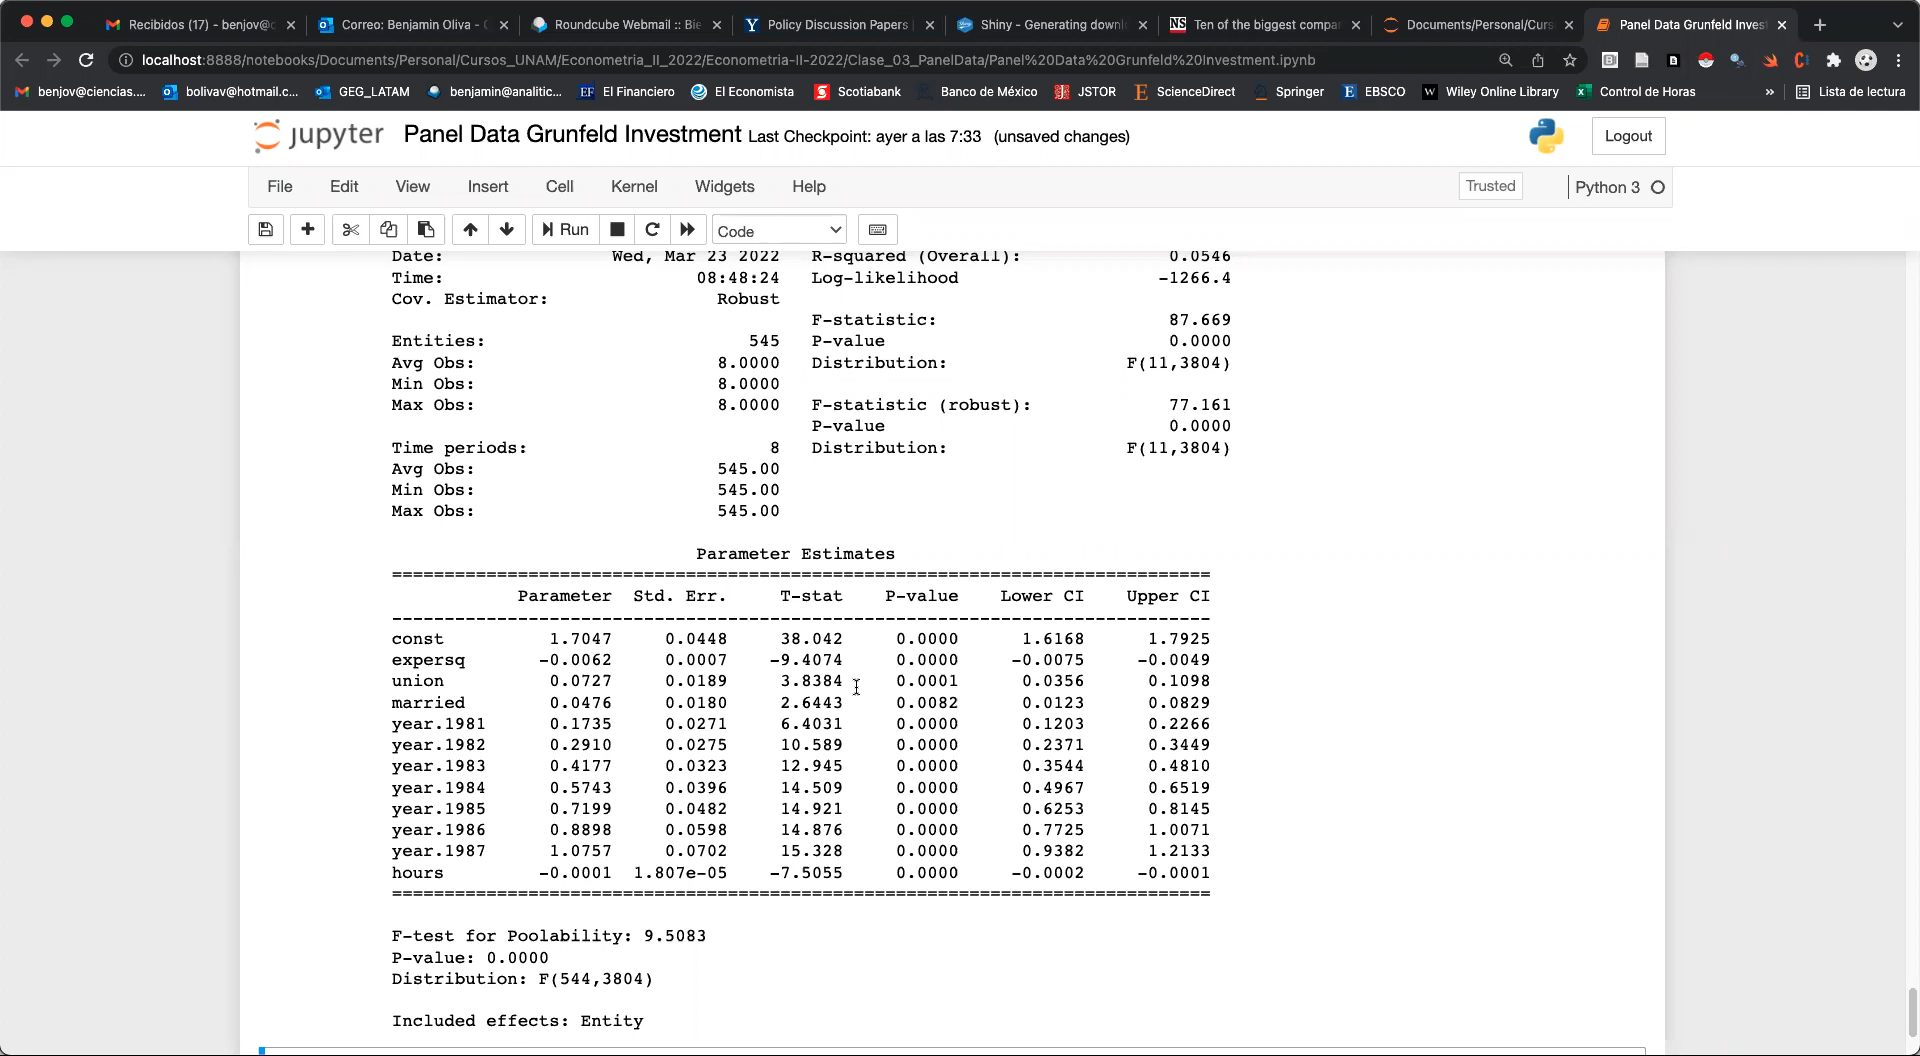 Recibidos (17) - benjov@c
Correo: Benjamin Oliva - C
Roundcube Webmail :: Bie
Policy Discussion Papers
Shiny - Generating downl
Ten of the biggest compar
Documents/Personal/Curs
Panel Data Grunfeld Invest
localhost:8888/notebooks/Documents/Personal/Cursos_UNAM/Econometria_II_2022/Econometria-II-2022/Clase_03_PanelData/Panel%20Data%20Grunfeld%20Investment.ipynb
benjov@ciencias.... bolivav@hotmail.c... GEG_LATAM benjamin@analitic... El Financiero El Economista Scotiabank Banco de México JSTOR ScienceDirect Springer EBSCO Wiley Online Library Control de Horas » Lista de lectura
jupyter Panel Data Grunfeld Investment Last Checkpoint: ayer a las 7:33 (unsaved changes) Logout
File Edit View Insert Cell Kernel Widgets Help Trusted Python 3
Run Code
Date: Wed, Mar 23 2022 R-squared (Overall): 0.0546
Time: 08:48:24 Log-likelihood -1266.4
Cov. Estimator: Robust
F-statistic: 87.669
Entities: 545 P-value 0.0000
Avg Obs: 8.0000 Distribution: F(11,3804)
Min Obs: 8.0000
Max Obs: 8.0000 F-statistic (robust): 77.161
P-value 0.0000
Time periods: 8 Distribution: F(11,3804)
Avg Obs: 545.00
Min Obs: 545.00
Max Obs: 545.00
Parameter Estimates
==============================================================================
Parameter Std. Err. T-stat P-value Lower CI Upper CI
------------------------------------------------------------------------------
const 1.7047 0.0448 38.042 0.0000 1.6168 1.7925
expersq -0.0062 0.0007 -9.4074 0.0000 -0.0075 -0.0049
union 0.0727 0.0189 3.8384 0.0001 0.0356 0.1098
married 0.0476 0.0180 2.6443 0.0082 0.0123 0.0829
year.1981 0.1735 0.0271 6.4031 0.0000 0.1203 0.2266
year.1982 0.2910 0.0275 10.589 0.0000 0.2371 0.3449
year.1983 0.4177 0.0323 12.945 0.0000 0.3544 0.4810
year.1984 0.5743 0.0396 14.509 0.0000 0.4967 0.6519
year.1985 0.7199 0.0482 14.921 0.0000 0.6253 0.8145
year.1986 0.8898 0.0598 14.876 0.0000 0.7725 1.0071
year.1987 1.0757 0.0702 15.328 0.0000 0.9382 1.2133
hours -0.0001 1.807e-05 -7.5055 0.0000 -0.0002 -0.0001
==============================================================================
F-test for Poolability: 9.5083
P-value: 0.0000
Distribution: F(544,3804)
Included effects: Entity